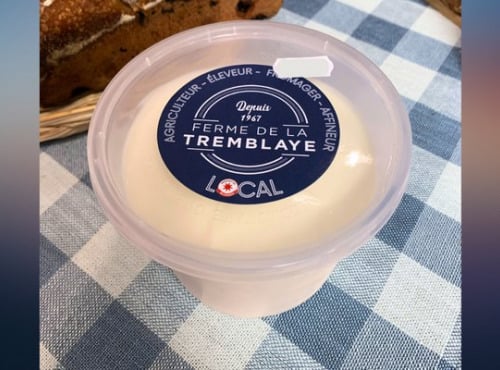 AGRICULTEUR - ÉLEVEUR - FROMAGER - AFFINEUR
Depuis
1967
FERME DE LA
TREMBLAYE
LOCAL